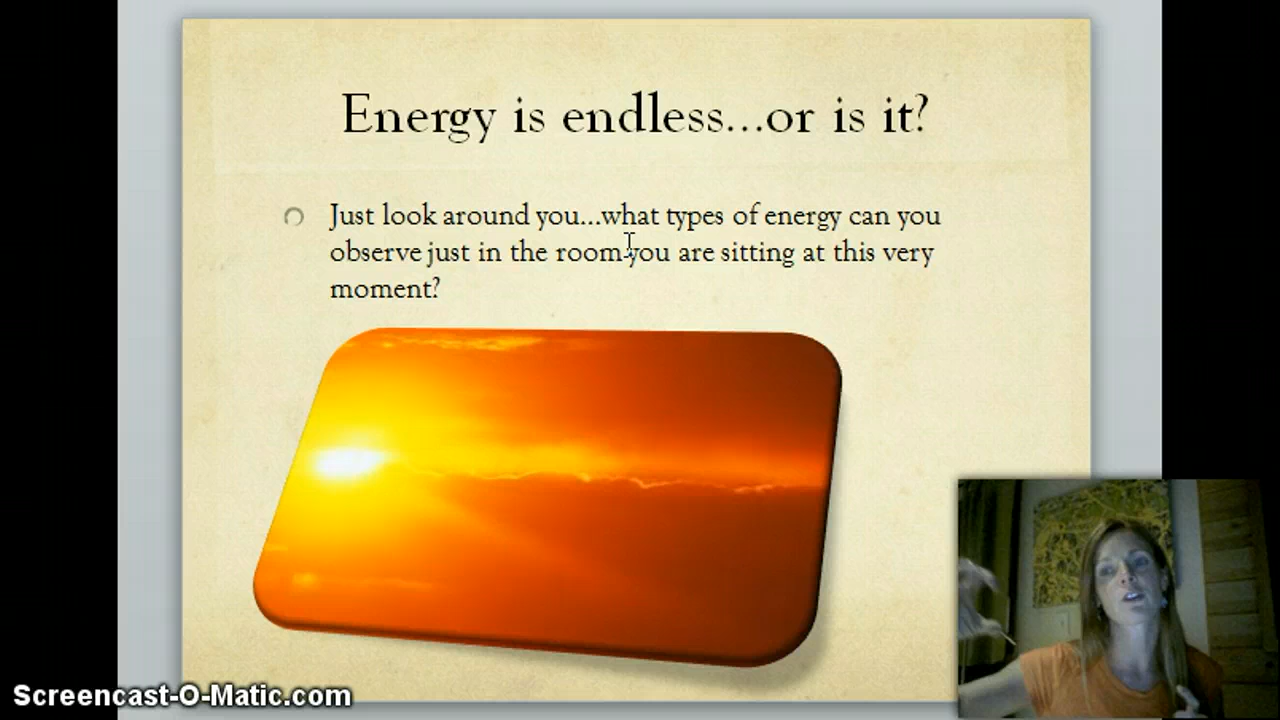 Energy is endless...or is it?
Just look around you...what types of energy can you
observe just in the room you are sitting at this very
moment?
Screencast-O-Matic.com